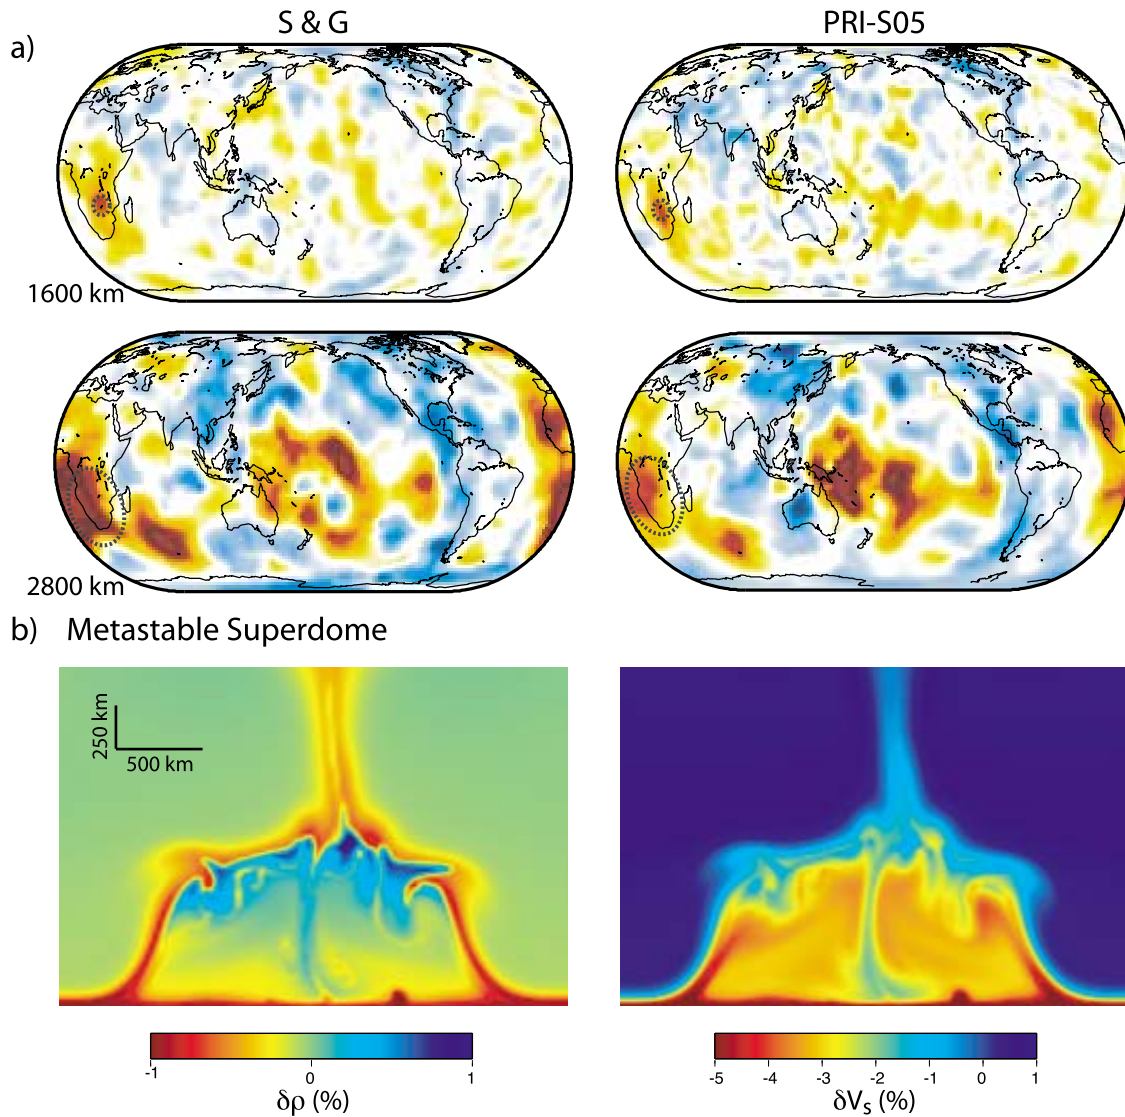 S & G
PRI-S05
a)
1600 km
2800 km
b) Metastable Superdome
250 km
500 km
-1 0 1
δρ (%)
-5 -4 -3 -2 -1 0 1
δVs (%)